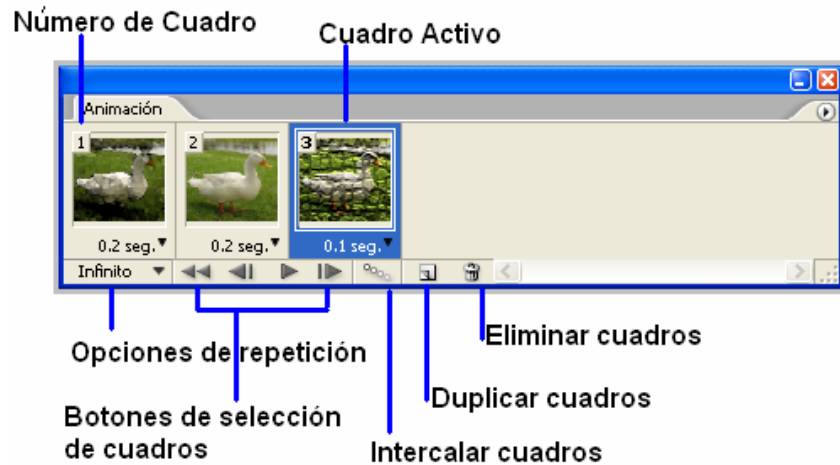 Número de Cuadro
Cuadro Activo
Animación
1 2 3
0.2 seg. 0.2 seg. 0.1 seg.
Infinito
Opciones de repetición
Eliminar cuadros
Botones de selección
de cuadros
Duplicar cuadros
Intercalar cuadros